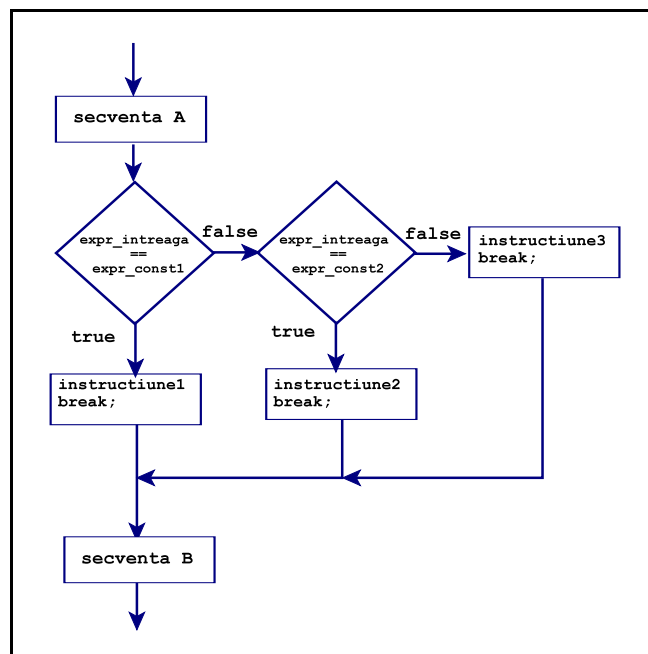 secventa A
expr_intreaga
==
expr_const1
false
expr_intreaga
==
expr_const2
false
instructiune3
break;
true
true
instructiune1
break;
instructiune2
break;
secventa B